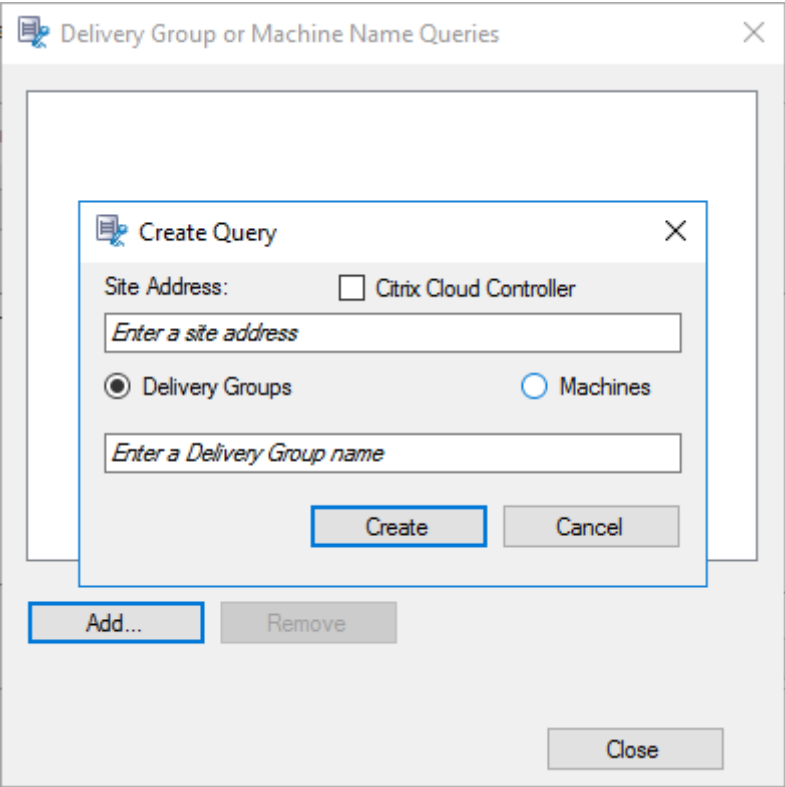 Delivery Group or Machine Name Queries
Create Query
Site Address: Citrix Cloud Controller
Enter a site address
Delivery Groups Machines
Enter a Delivery Group name
Create Cancel
Add... Remove
Close